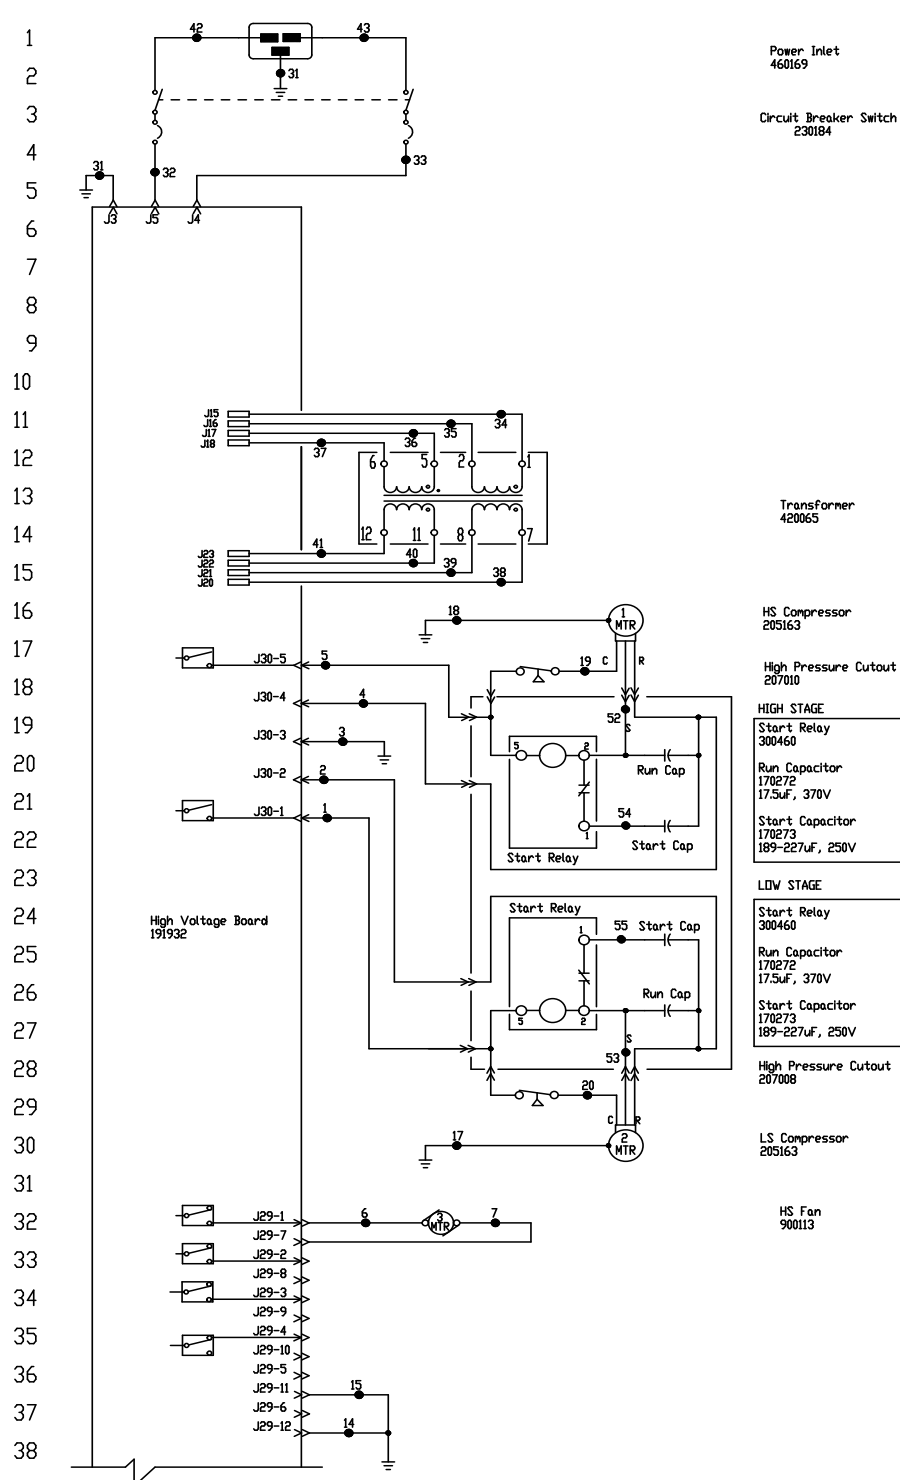 1
42
43
Power Inlet
460169
2
31
3
Circuit Breaker Switch
230184
4
31
32
33
5
J3
J5
J4
6
7
8
9
10
11
J15
J16
J17
J18
34
35
36
37
12
6
5
2
1
13
Transformer
420065
14
12
11
8
7
J23
J22
J21
J20
41
40
39
38
15
16
18
1
MTR
HS Compressor
205163
17
J30-5
5
19
C
R
High Pressure Cutout
207010
18
J30-4
4
HIGH STAGE
19
52
S
Start Relay
300460
J30-3
3
5
2
20
J30-2
2
Run Cap
Run Capacitor
170272
17.5uF, 370V
21
J30-1
1
54
1
Start Capacitor
170273
189-227uF, 250V
22
Start Cap
Start Relay
23
LOW STAGE
24
High Voltage Board
191932
Start Relay
1
55
Start Cap
Start Relay
300460
25
Run Capacitor
170272
17.5uF, 370V
26
Run Cap
Start Capacitor
170273
189-227uF, 250V
5
2
27
S
53
28
High Pressure Cutout
207008
29
20
C
R
30
17
2
MTR
LS Compressor
205163
31
32
J29-1
6
3
MTR
7
HS Fan
900113
J29-7
33
J29-2
J29-8
34
J29-3
J29-9
35
J29-4
J29-10
36
J29-5
J29-11
15
37
J29-6
J29-12
14
38